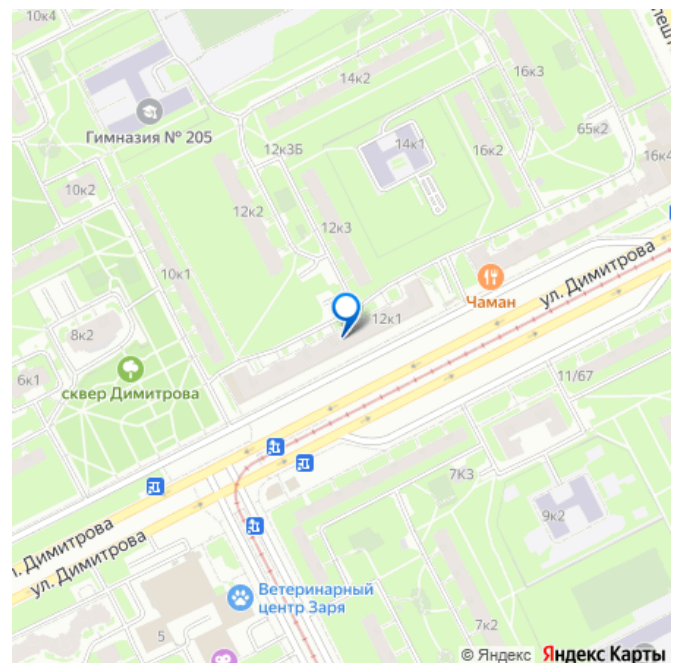 10к4
14к2
16к3
Гимназия № 205
12к3Б
14к1
65к2
16к2
16к4
10к2
12к2
12к3
ул. Димитрова
10к1
Чаман
12к1
8к2
6к1
сквер Димитрова
11/67
7К3
9к2
л. Димитрова
ул. Димитрова
Ветеринарный
центр Заря
5
7к2
© Яндекс Яндекс Карты